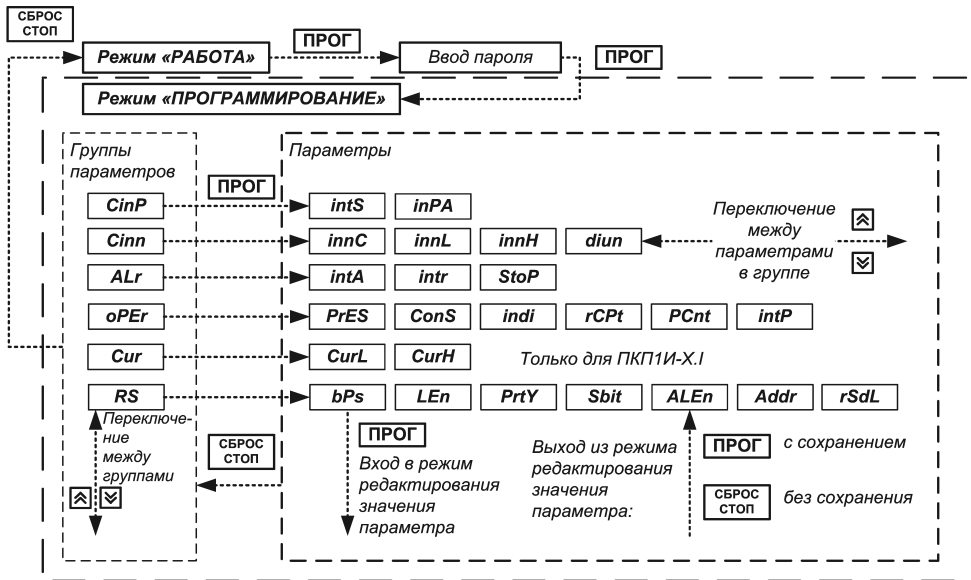 СБРОС
СТОП
Режим «РАБОТА»
ПРОГ
Ввод пароля
ПРОГ
Режим «ПРОГРАММИРОВАНИЕ»
Группы
параметров
Параметры
CinP
ПРОГ
intS
inPA
Cinn
innC
innL
innH
diun
Переключение
между
параметрами
в группе
ALr
intA
intr
StoP
oPEr
PrES
ConS
indi
rCPt
PCnt
intP
Cur
CurL
CurH
Только для ПКП1И-Х.I
RS
bPs
LEn
PrtY
Sbit
ALEn
Addr
rSdL
Переключе-
ние
между
группами
СБРОС
СТОП
ПРОГ
Вход в режим
редактирования
значения
параметра
Выход из режима
редактирования
значения
параметра:
ПРОГ
с сохранением
СБРОС
СТОП
без сохранения